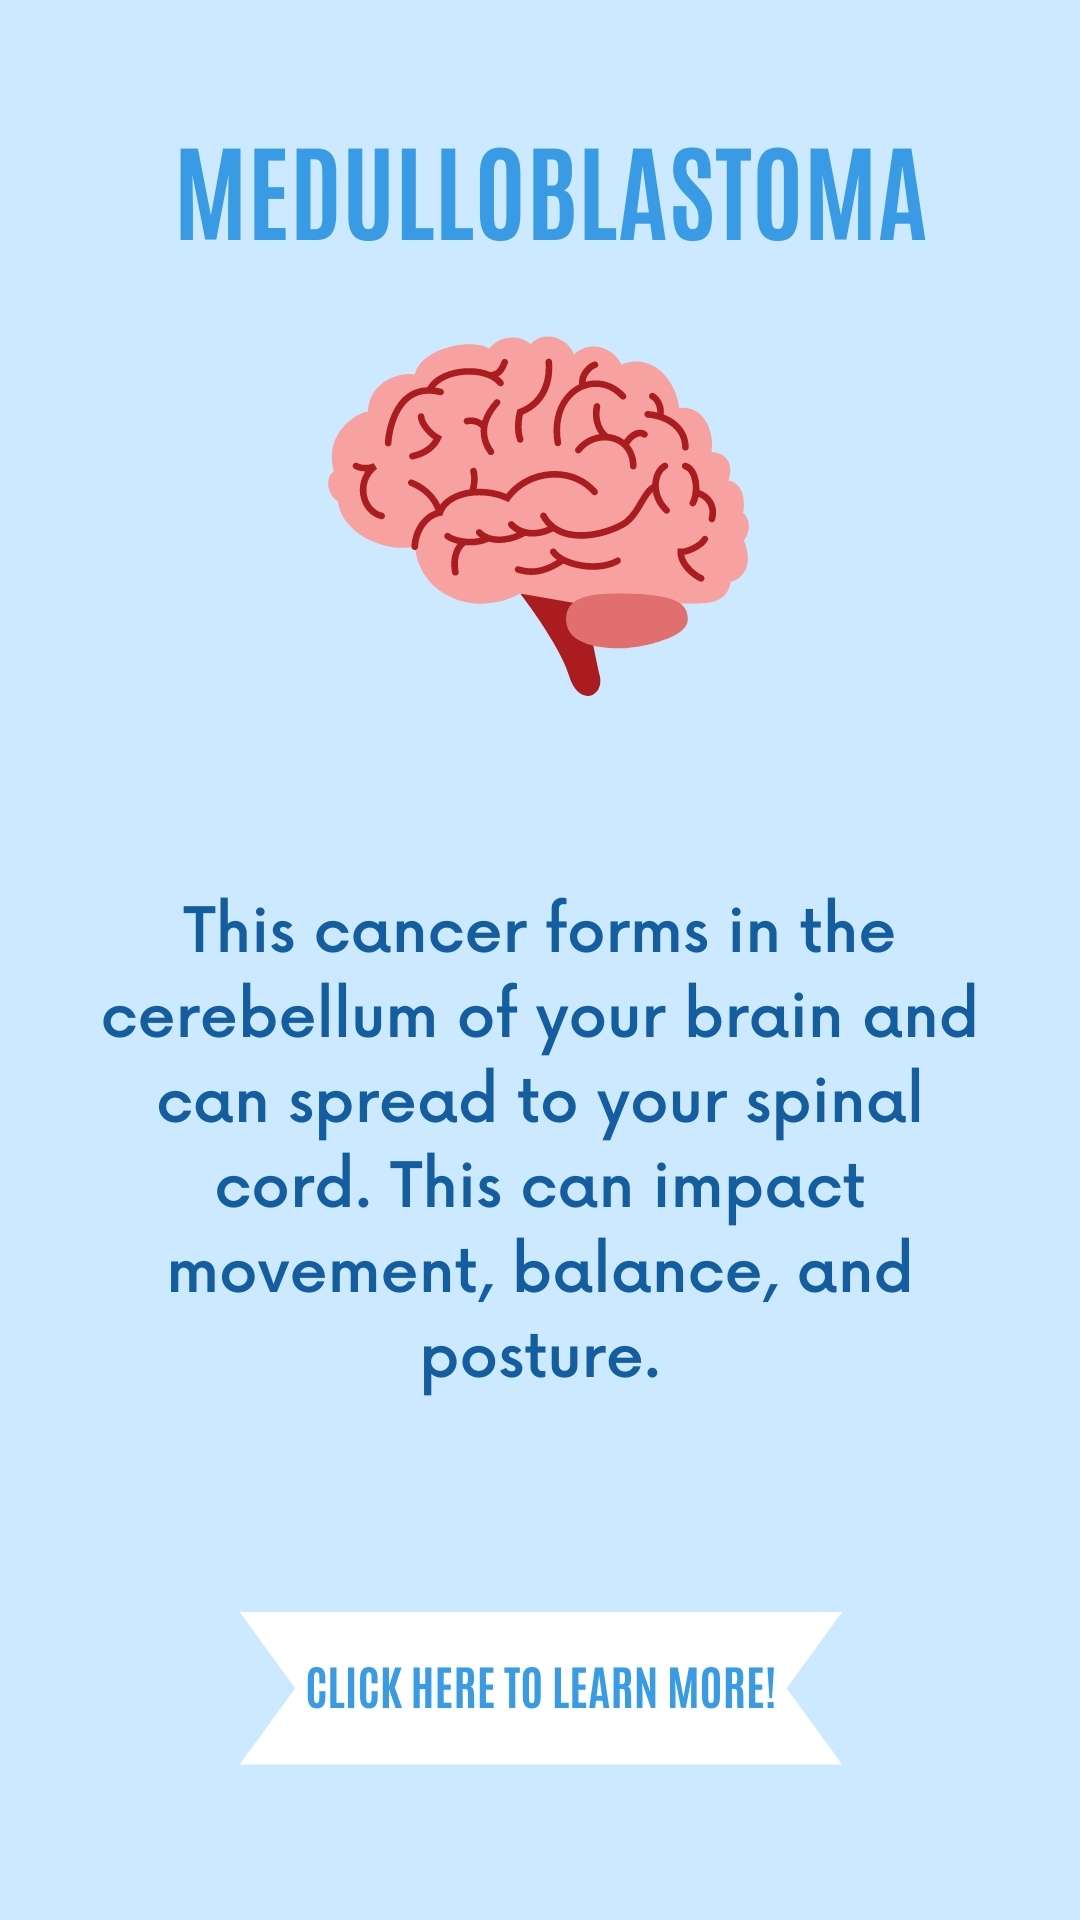 MEDULLOBLASTOMA
This cancer forms in the
cerebellum of your brain and
can spread to your spinal
cord. This can impact
movement, balance, and
posture.
CLICK HERE TO LEARN MORE!